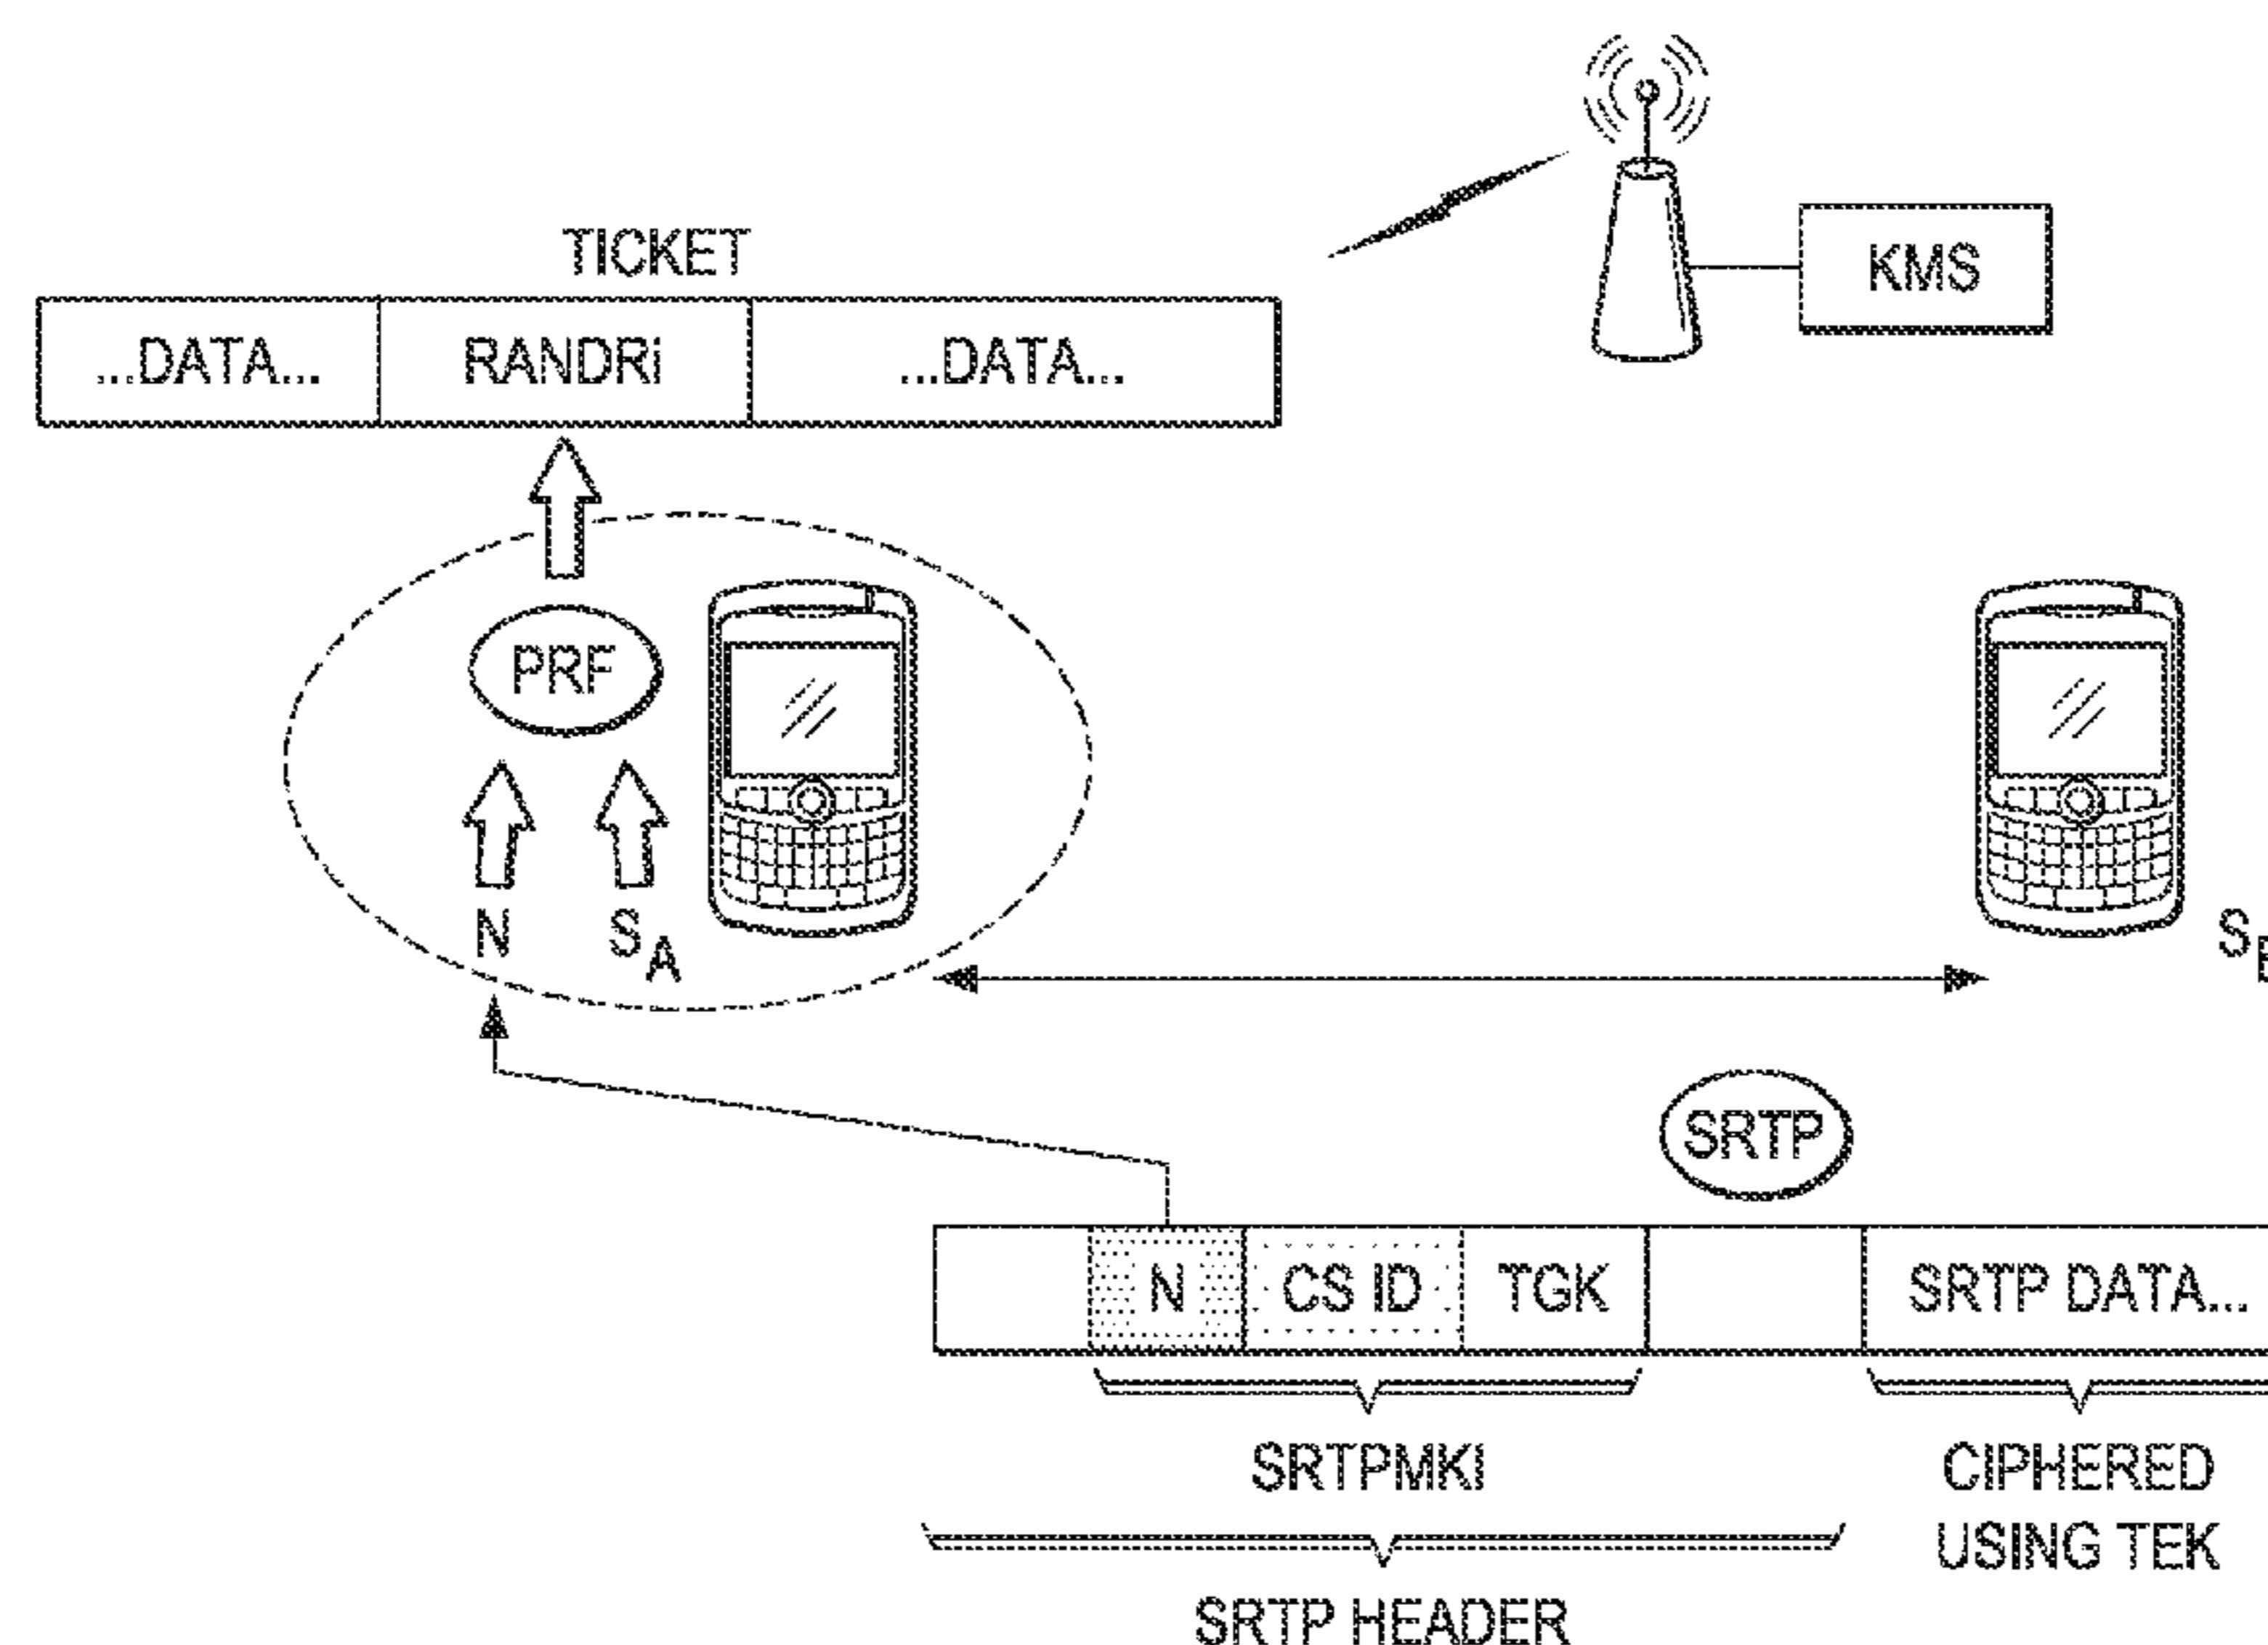 TICKET
KMS
...DATA... RANDRi ...DATA...
PRF
N SA
S
SRTP
N CS ID TGK SRTP DATA...
SRTPMKI CIPHERED
USING TEK
SRTP HEADER